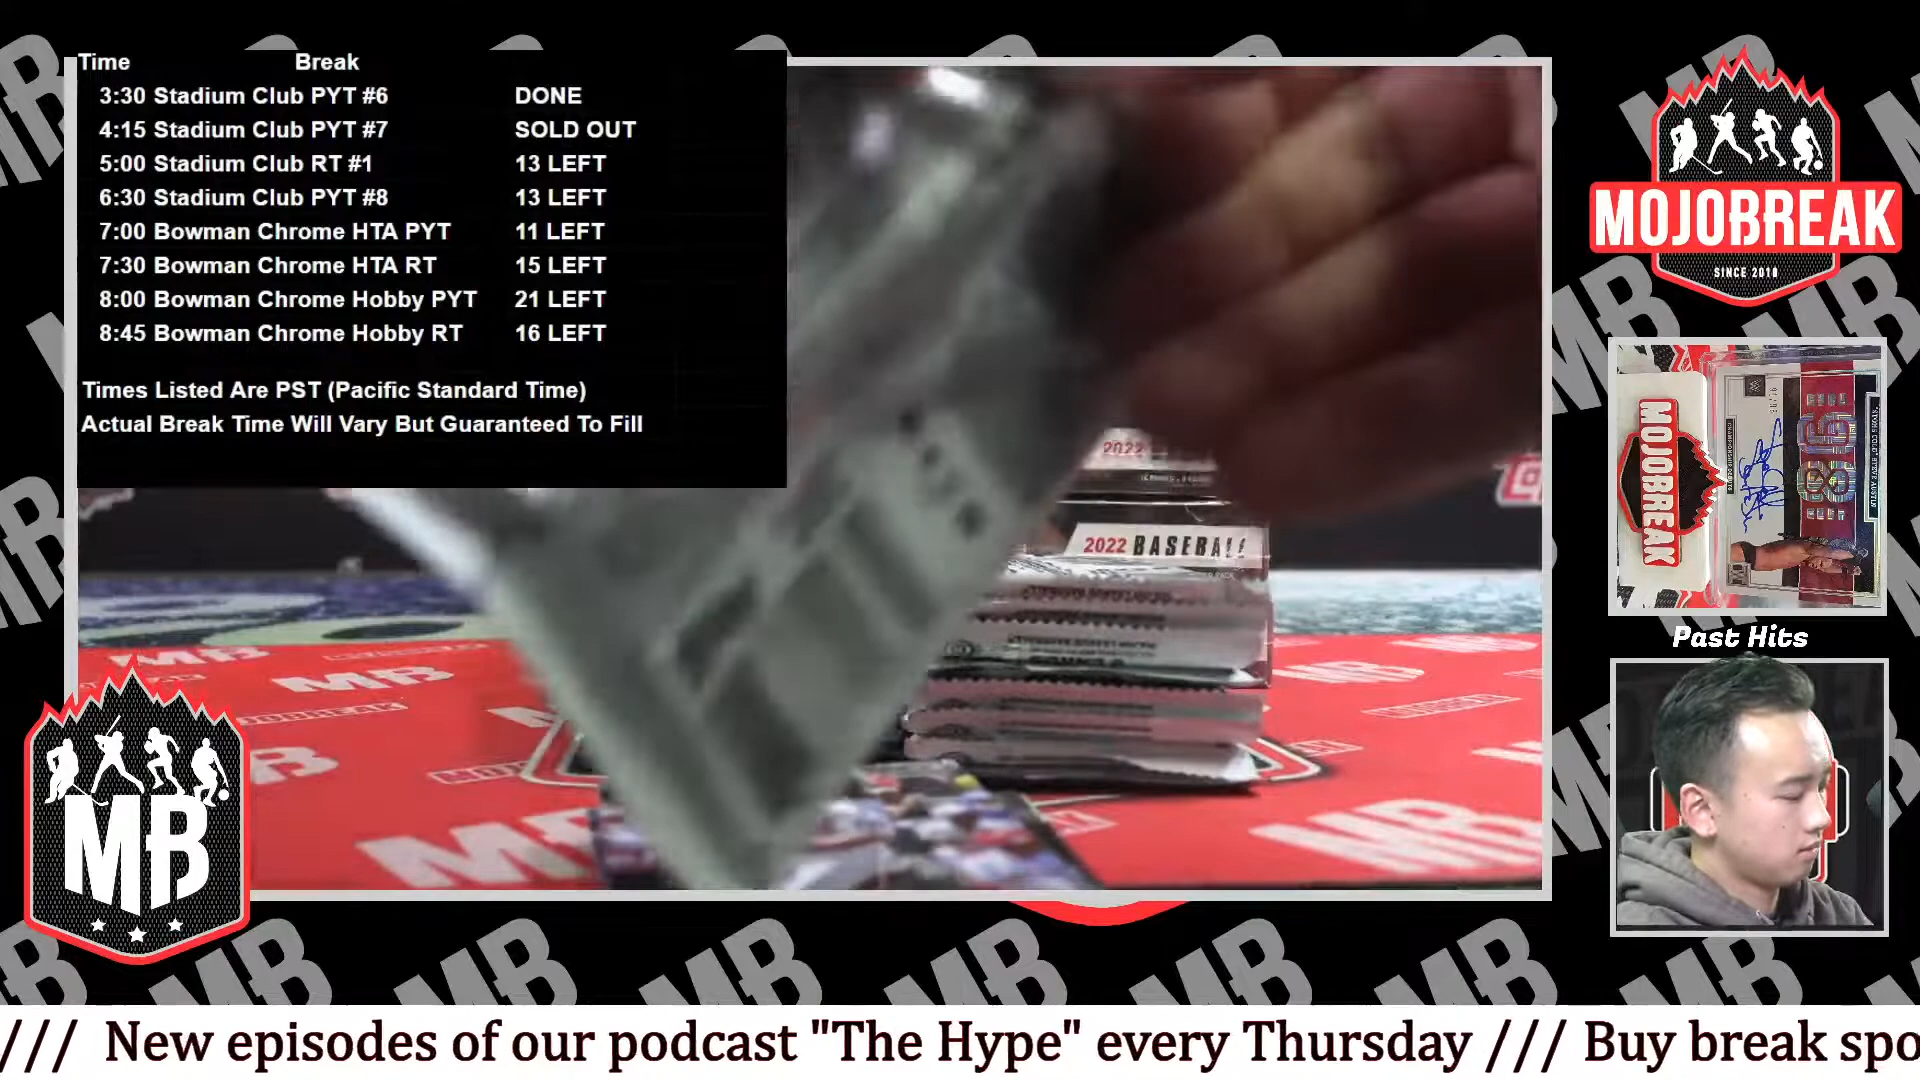 Time Break
3:30 Stadium Club PYT #6 DONE
4:15 Stadium Club PYT #7 SOLD OUT
5:00 Stadium Club RT #1 13 LEFT
6:30 Stadium Club PYT #8 13 LEFT
7:00 Bowman Chrome HTA PYT 11 LEFT
7:30 Bowman Chrome HTA RT 15 LEFT
8:00 Bowman Chrome Hobby PYT 21 LEFT
8:45 Bowman Chrome Hobby RT 16 LEFT
Times Listed Are PST (Pacific Standard Time)
Actual Break Time Will Vary But Guaranteed To Fill
MOJOBREAK
SINCE 2010
MOJOBREAK
Past Hits
2022
2022 BASEBALL
MB
/// New episodes of our podcast "The Hype" every Thursday /// Buy break spo